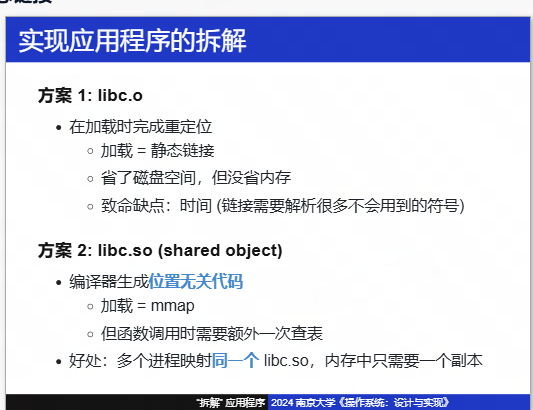 实现应用程序的拆解
方案 1: libc.o
• 在加载时完成重定位
◦ 加载 = 静态链接
◦ 省了磁盘空间，但没省内存
◦ 致命缺点：时间 (链接需要解析很多不会用到的符号)
方案 2: libc.so (shared object)
• 编译器生成位置无关代码
◦ 加载 = mmap
◦ 但函数调用时需要额外一次查表
• 好处：多个进程映射同一个 libc.so，内存中只需要一个副本
“拆解” 应用程序 2024 南京大学《操作系统：设计与实现》